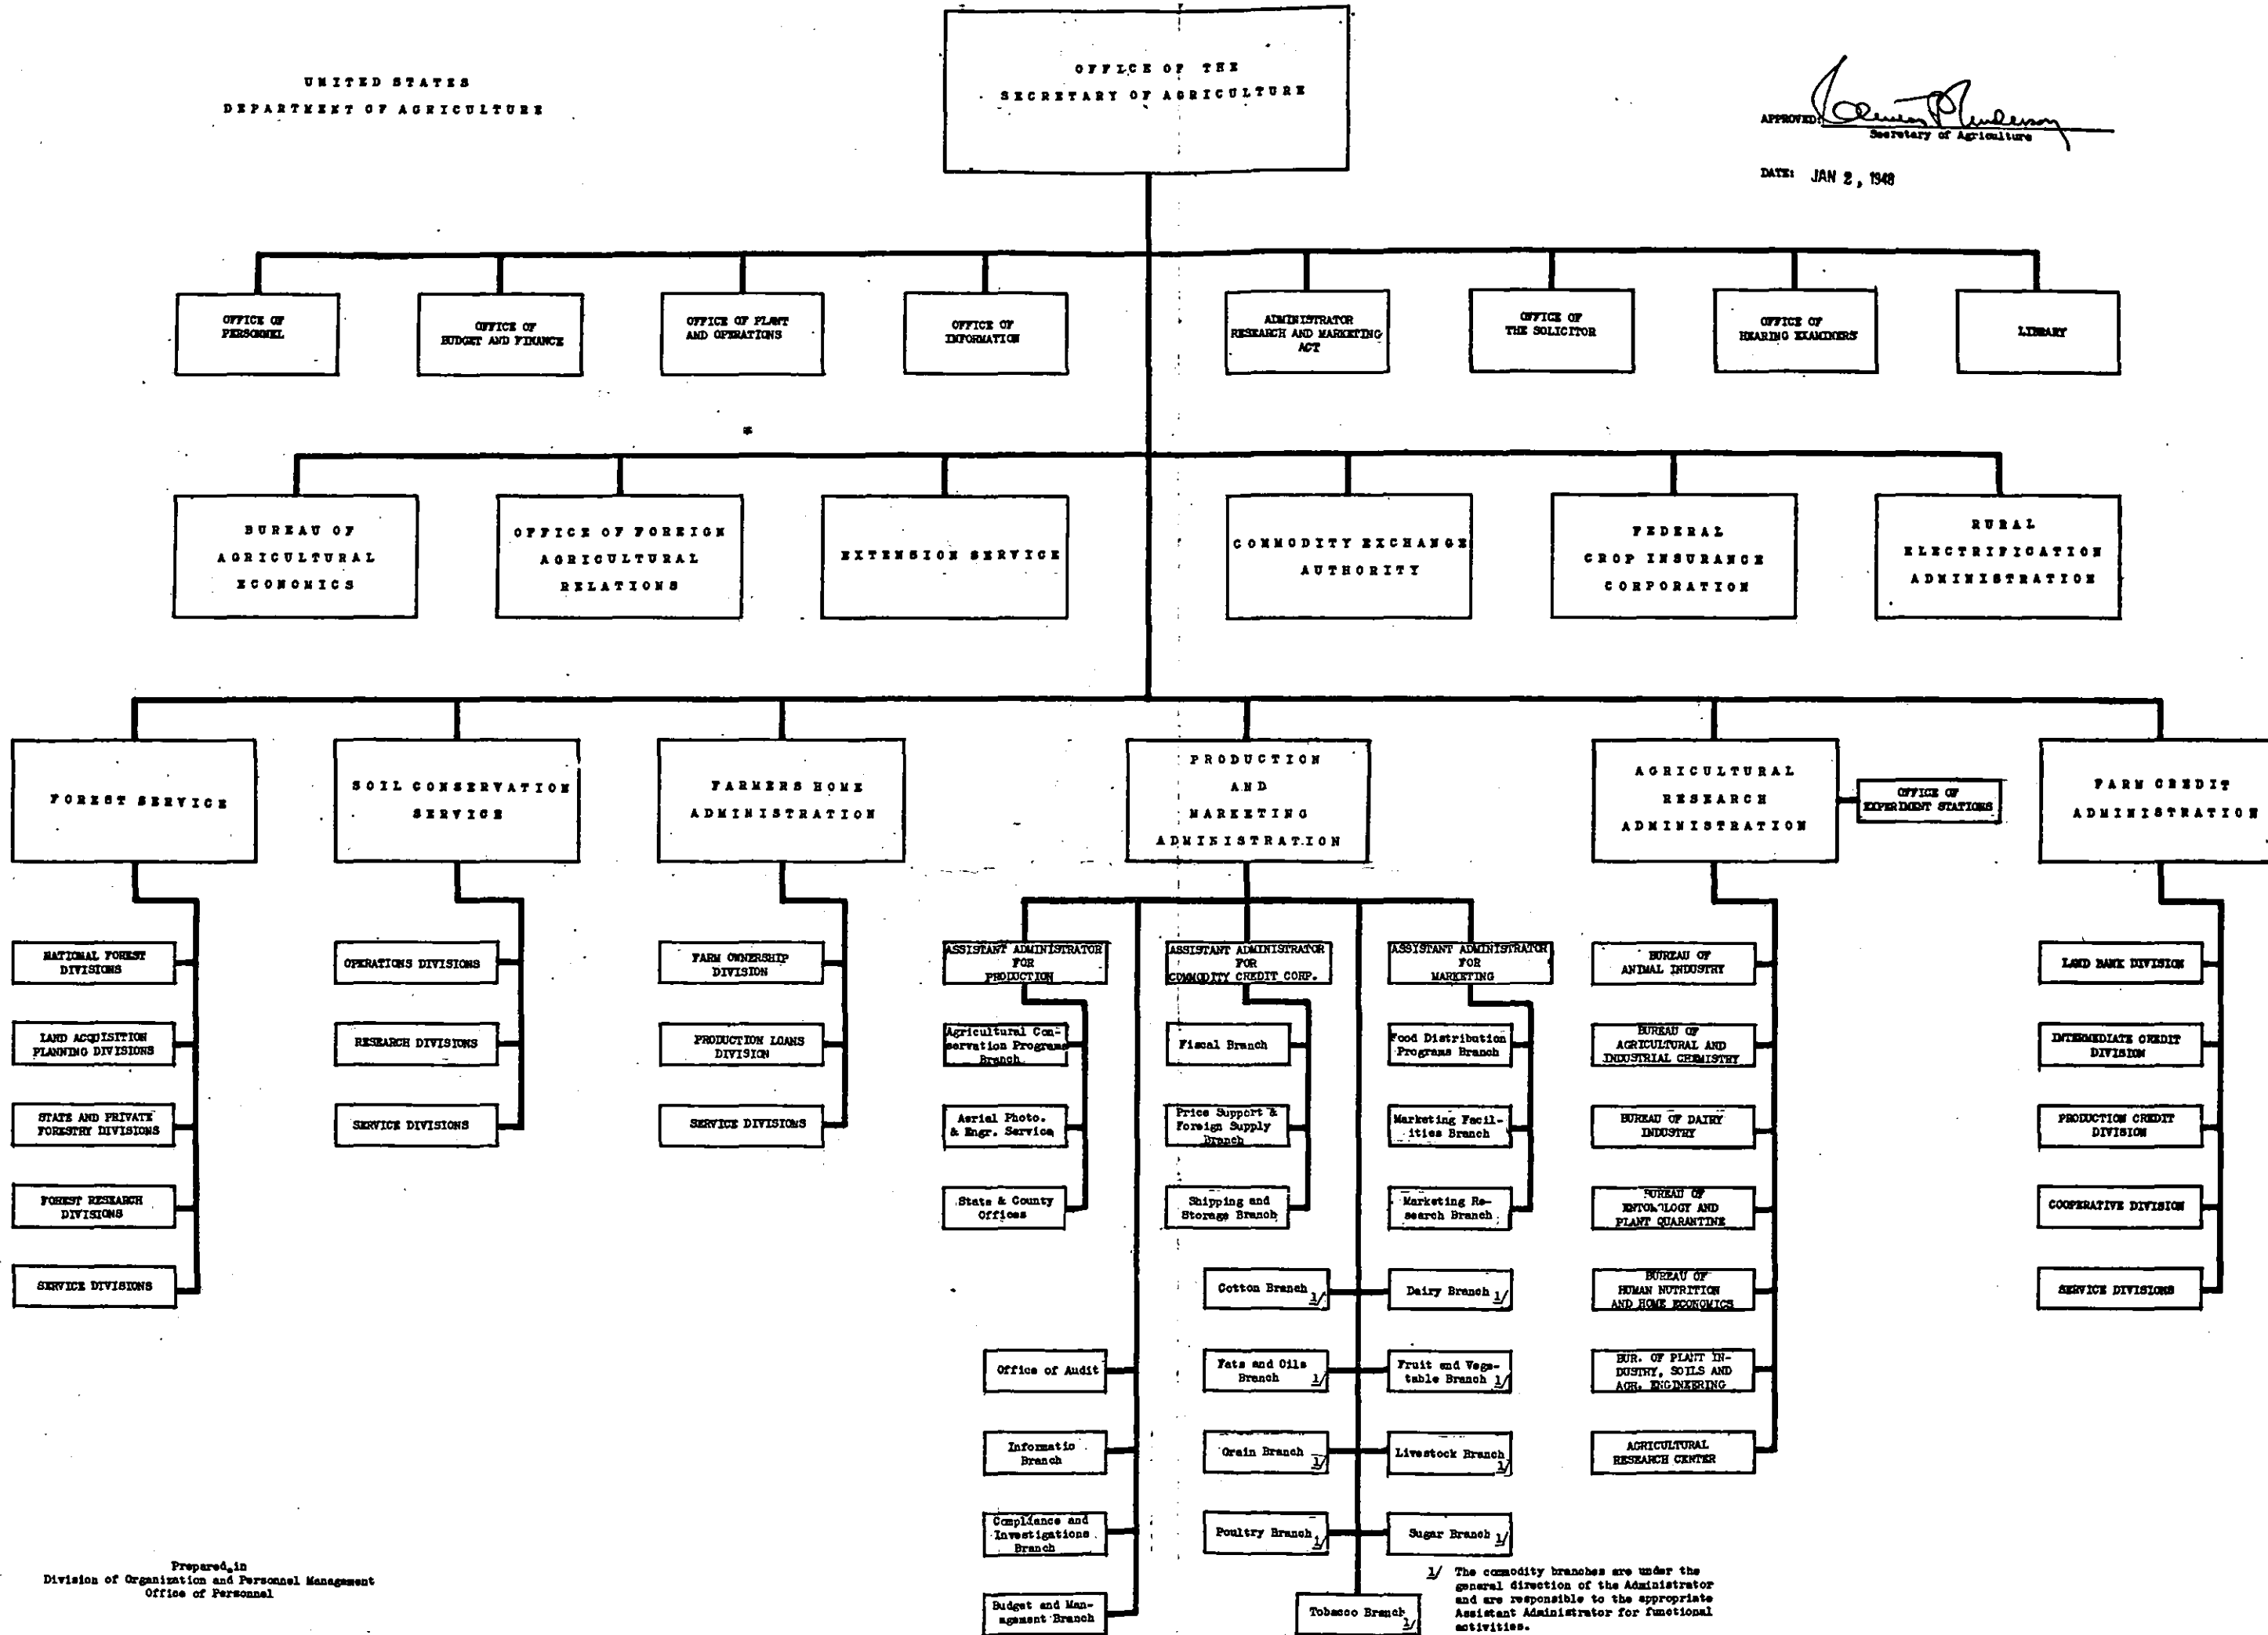 UNITED STATES
DEPARTMENT OF AGRICULTURE
OFFICE OF THE
SECRETARY OF AGRICULTURE
APPROVED:
Secretary of Agriculture
DATE: JAN 2, 1948
OFFICE OF
PERSONNEL
OFFICE OF
BUDGET AND FINANCE
OFFICE OF PLANT
AND OPERATIONS
OFFICE OF
INFORMATION
ADMINISTRATOR
RESEARCH AND MARKETING
ACT
OFFICE OF
THE SOLICITOR
OFFICE OF
HEARING EXAMINERS
LIBRARY
*
BUREAU OF
AGRICULTURAL
ECONOMICS
OFFICE OF FOREIGN
AGRICULTURAL
RELATIONS
EXTENSION SERVICE
COMMODITY EXCHANGE
AUTHORITY
FEDERAL
CROP INSURANCE
CORPORATION
RURAL
ELECTRIFICATION
ADMINISTRATION
FOREST SERVICE
SOIL CONSERVATION
SERVICE
FARMERS HOME
ADMINISTRATION
PRODUCTION
AND
MARKETING
ADMINISTRATION
AGRICULTURAL
RESEARCH
ADMINISTRATION
OFFICE OF
EXPERIMENT STATIONS
FARM CREDIT
ADMINISTRATION
NATIONAL FOREST
DIVISIONS
LAND ACQUISITION
PLANNING DIVISIONS
STATE AND PRIVATE
FORESTRY DIVISIONS
FOREST RESEARCH
DIVISIONS
SERVICE DIVISIONS
OPERATIONS DIVISIONS
RESEARCH DIVISIONS
SERVICE DIVISIONS
FARM OWNERSHIP
DIVISION
PRODUCTION LOANS
DIVISION
SERVICE DIVISIONS
ASSISTANT ADMINISTRATOR
FOR
PRODUCTION
Agricultural Con-
servation Programs
Branch
Aerial Photo.
& Engr. Service
State & County
Offices
ASSISTANT ADMINISTRATOR
FOR
COMMODITY CREDIT CORP.
Fiscal Branch
Price Support &
Foreign Supply
Branch
Shipping and
Storage Branch
ASSISTANT ADMINISTRATOR
FOR
MARKETING
Food Distribution
Programs Branch
Marketing Facil-
ities Branch
Marketing Re-
search Branch
Office of Audit
Informatio
Branch
Compliance and
Investigations
Branch
Budget and Man-
agement Branch
Cotton Branch 1/
Dairy Branch 1/
Fats and Oils
Branch 1/
Fruit and Vege-
table Branch 1/
Grain Branch 1/
Livestock Branch 1/
Poultry Branch 1/
Sugar Branch 1/
Tobacco Branch 1/
BUREAU OF
ANIMAL INDUSTRY
BUREAU OF
AGRICULTURAL AND
INDUSTRIAL CHEMISTRY
BUREAU OF DAIRY
INDUSTRY
BUREAU OF
ENTOMOLOGY AND
PLANT QUARANTINE
BUREAU OF
HUMAN NUTRITION
AND HOME ECONOMICS
BUR. OF PLANT IN-
DUSTRY, SOILS AND
AGR. ENGINEERING
AGRICULTURAL
RESEARCH CENTER
LAND BANK DIVISION
INTERMEDIATE CREDIT
DIVISION
PRODUCTION CREDIT
DIVISION
COOPERATIVE DIVISION
SERVICE DIVISIONS
1/ The commodity branches are under the
general direction of the Administrator
and are responsible to the appropriate
Assistant Administrator for functional
activities.
Prepared in
Division of Organization and Personnel Management
Office of Personnel